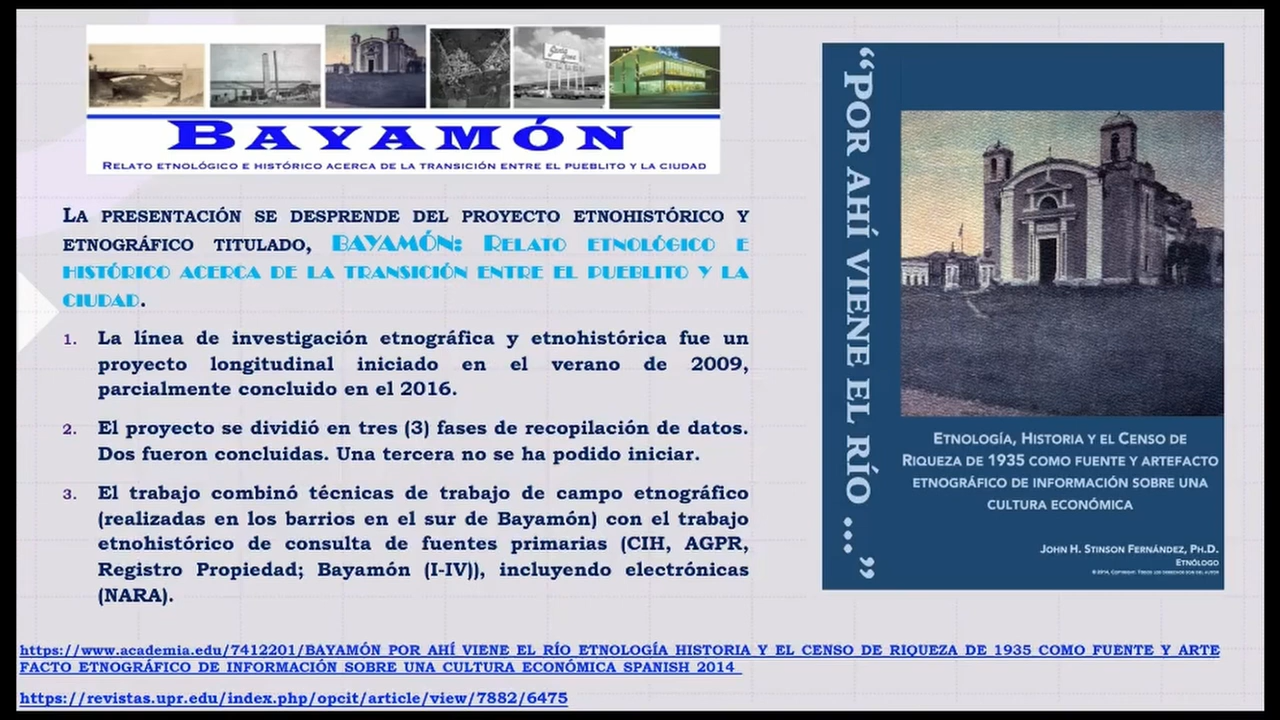 BAYAMÓN
RELATO ETNOLÓGICO E HISTÓRICO ACERCA DE LA TRANSICIÓN ENTRE EL PUEBLITO Y LA CIUDAD
LA PRESENTACIÓN SE DESPRENDE DEL PROYECTO ETNOHISTÓRICO Y
ETNOGRÁFICO TITULADO, BAYAMÓN: RELATO ETNOLÓGICO E
HISTÓRICO ACERCA DE LA TRANSICIÓN ENTRE EL PUEBLITO Y LA
CIUDAD.
1. La línea de investigación etnográfica y etnohistórica fue un
proyecto longitudinal iniciado en el verano de 2009,
parcialmente concluido en el 2016.
2. El proyecto se dividió en tres (3) fases de recopilación de datos.
Dos fueron concluidas. Una tercera no se ha podido iniciar.
3. El trabajo combinó técnicas de trabajo de campo etnográfico
(realizadas en los barrios en el sur de Bayamón) con el trabajo
etnohistórico de consulta de fuentes primarias (CIH, AGPR,
Registro Propiedad; Bayamón (I-IV)), incluyendo electrónicas
(NARA).
“POR AHÍ VIENE EL RÍO ...”
ETNOLOGÍA, HISTORIA Y EL CENSO DE
RIQUEZA DE 1935 COMO FUENTE Y ARTEFACTO
ETNOGRÁFICO DE INFORMACIÓN SOBRE UNA
CULTURA ECONÓMICA
JOHN H. STINSON FERNÁNDEZ, PH.D.
ETNÓLOGO
© 2014, COPYRIGHT. TODOS LOS DERECHOS SON DEL AUTOR
https://www.academia.edu/7412201/BAYAMÓN POR AHÍ VIENE EL RÍO ETNOLOGÍA HISTORIA Y EL CENSO DE RIQUEZA DE 1935 COMO FUENTE Y ARTE
FACTO ETNOGRÁFICO DE INFORMACIÓN SOBRE UNA CULTURA ECONÓMICA SPANISH 2014
https://revistas.upr.edu/index.php/opcit/article/view/7882/6475